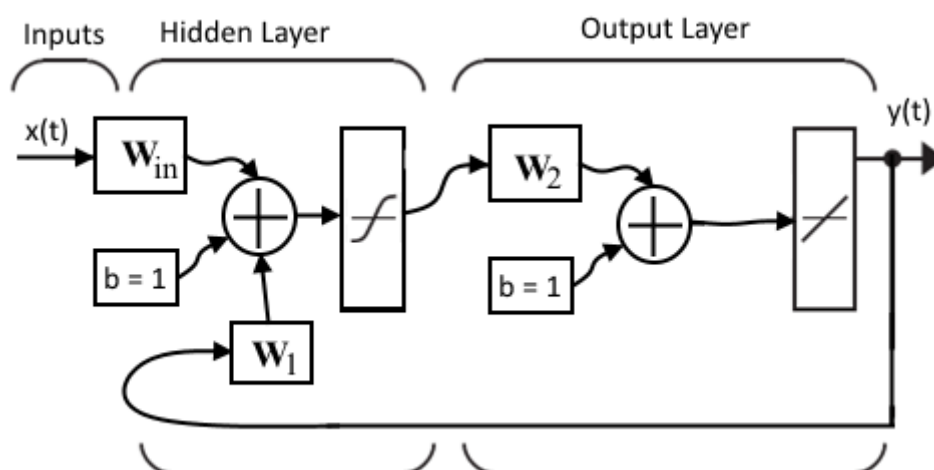 Inputs Hidden Layer Output Layer
x(t) y(t)
W_in W_2
b = 1 b = 1
W_1